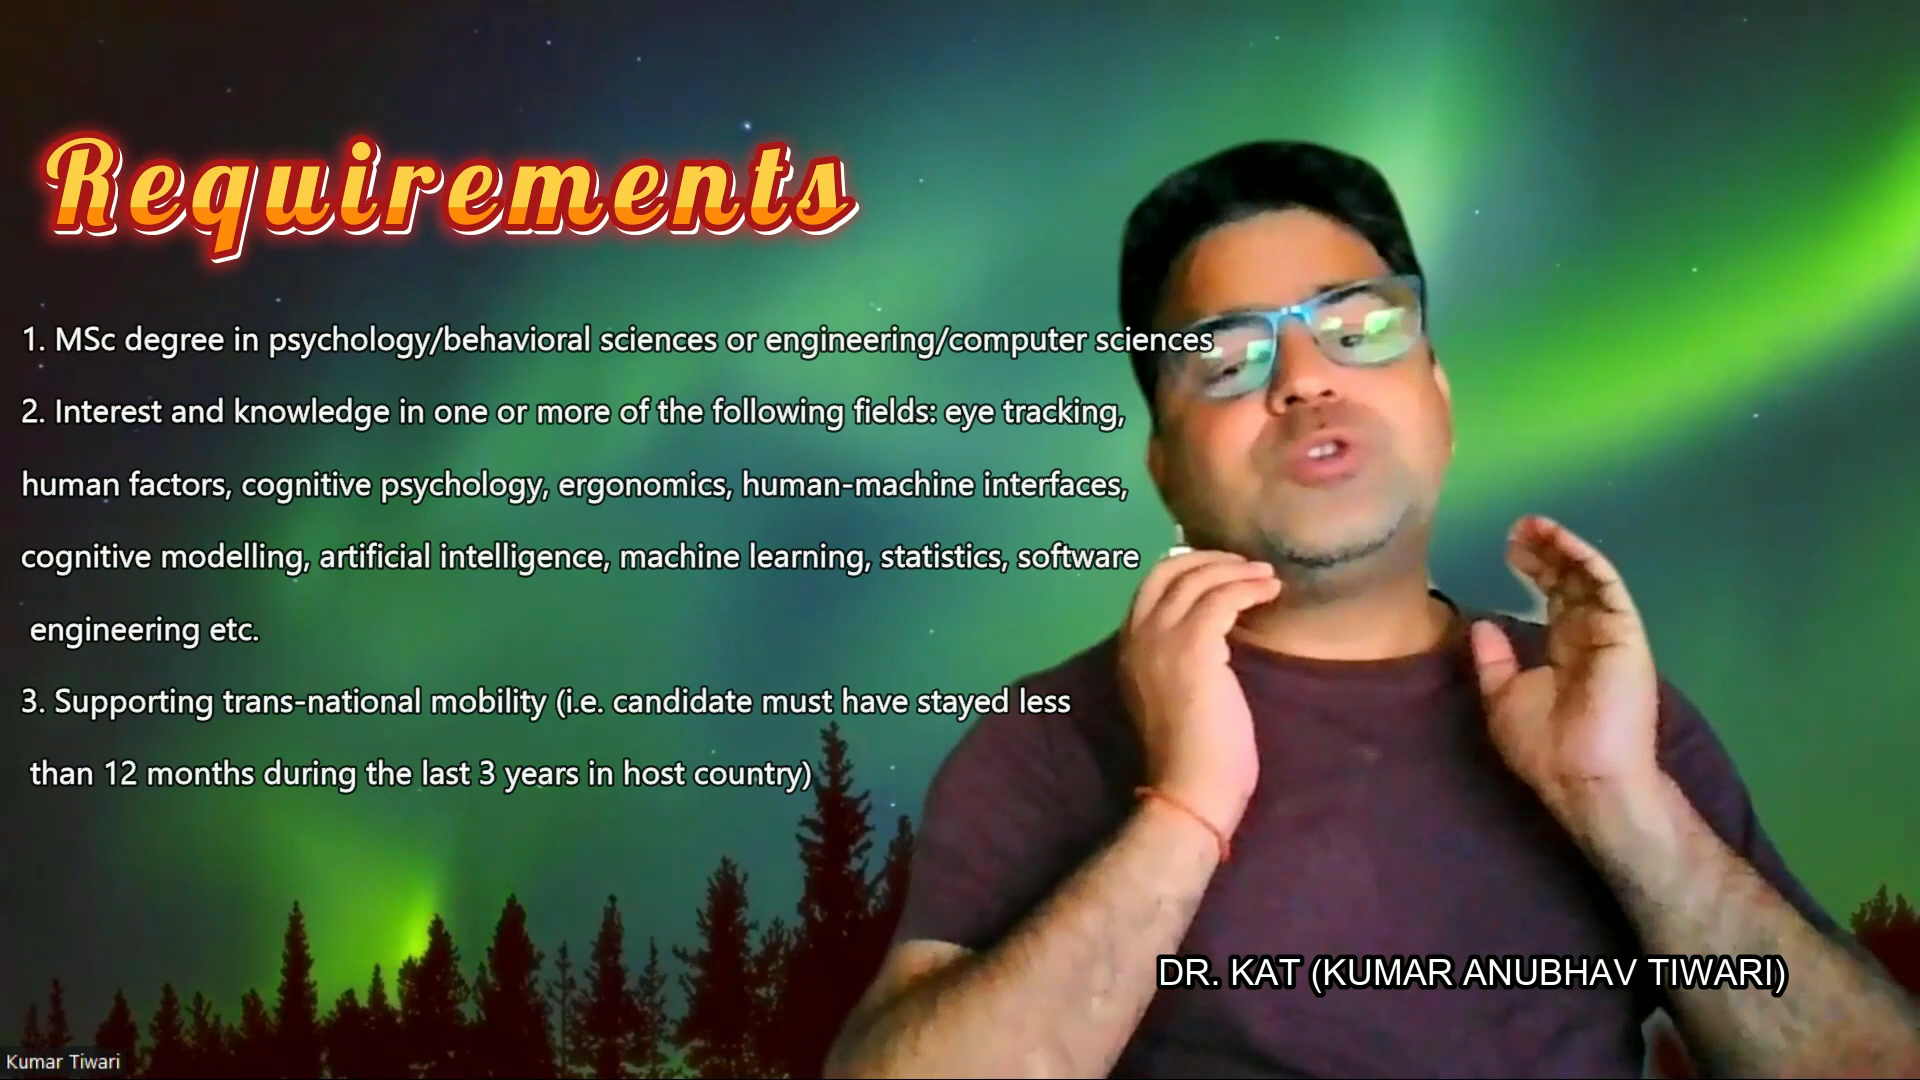 Requirements
1. MSc degree in psychology/behavioral sciences or engineering/computer sciences
2. Interest and knowledge in one or more of the following fields: eye tracking,
human factors, cognitive psychology, ergonomics, human-machine interfaces,
cognitive modelling, artificial intelligence, machine learning, statistics, software
engineering etc.
3. Supporting trans-national mobility (i.e. candidate must have stayed less
than 12 months during the last 3 years in host country)
DR. KAT (KUMAR ANUBHAV TIWARI)
Kumar Tiwari